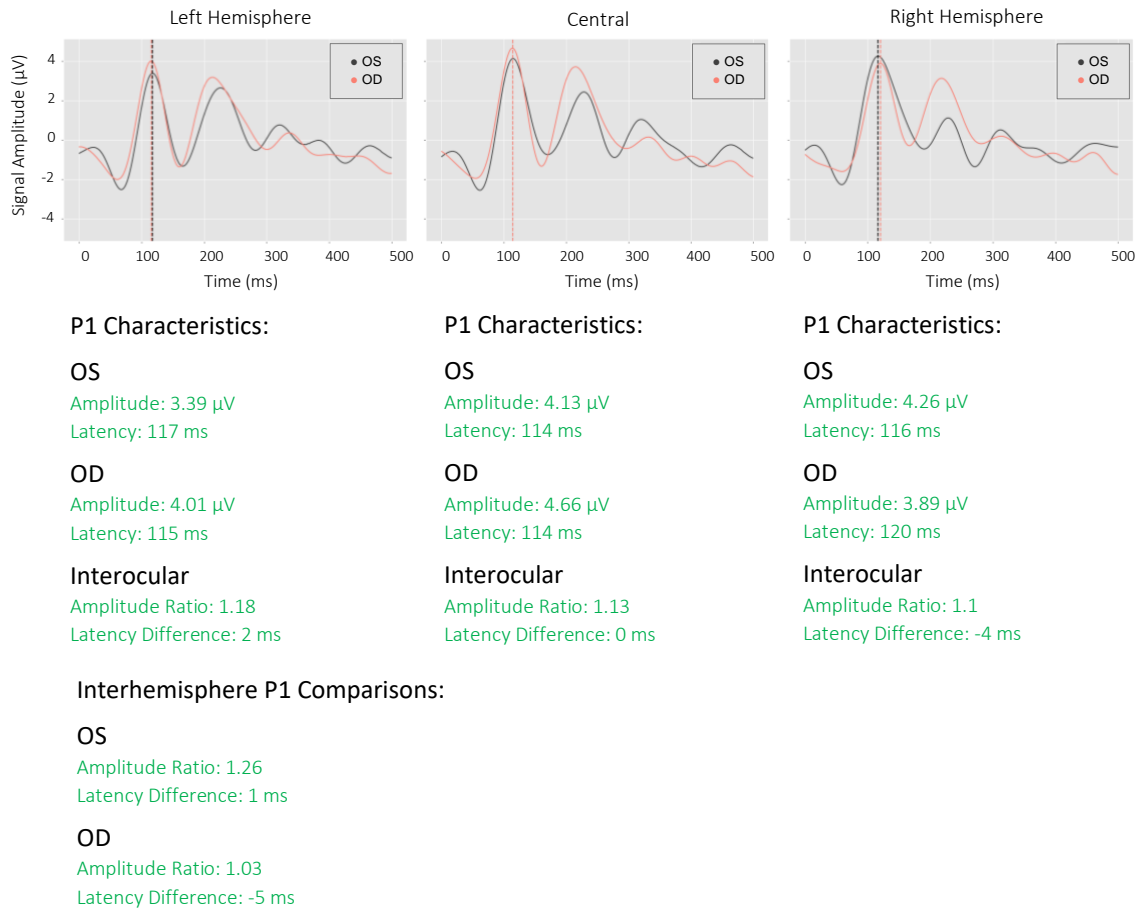 Left Hemisphere
Central
Right Hemisphere
Signal Amplitude (µV)
4
2
0
-2
-4
OS
OD
OS
OD
OS
OD
0 100 200 300 400 500
0 100 200 300 400 500
0 100 200 300 400 500
Time (ms)
Time (ms)
Time (ms)
P1 Characteristics:
OS
Amplitude: 3.39 µV
Latency: 117 ms
OD
Amplitude: 4.01 µV
Latency: 115 ms
Interocular
Amplitude Ratio: 1.18
Latency Difference: 2 ms
P1 Characteristics:
OS
Amplitude: 4.13 µV
Latency: 114 ms
OD
Amplitude: 4.66 µV
Latency: 114 ms
Interocular
Amplitude Ratio: 1.13
Latency Difference: 0 ms
P1 Characteristics:
OS
Amplitude: 4.26 µV
Latency: 116 ms
OD
Amplitude: 3.89 µV
Latency: 120 ms
Interocular
Amplitude Ratio: 1.1
Latency Difference: -4 ms
Interhemisphere P1 Comparisons:
OS
Amplitude Ratio: 1.26
Latency Difference: 1 ms
OD
Amplitude Ratio: 1.03
Latency Difference: -5 ms